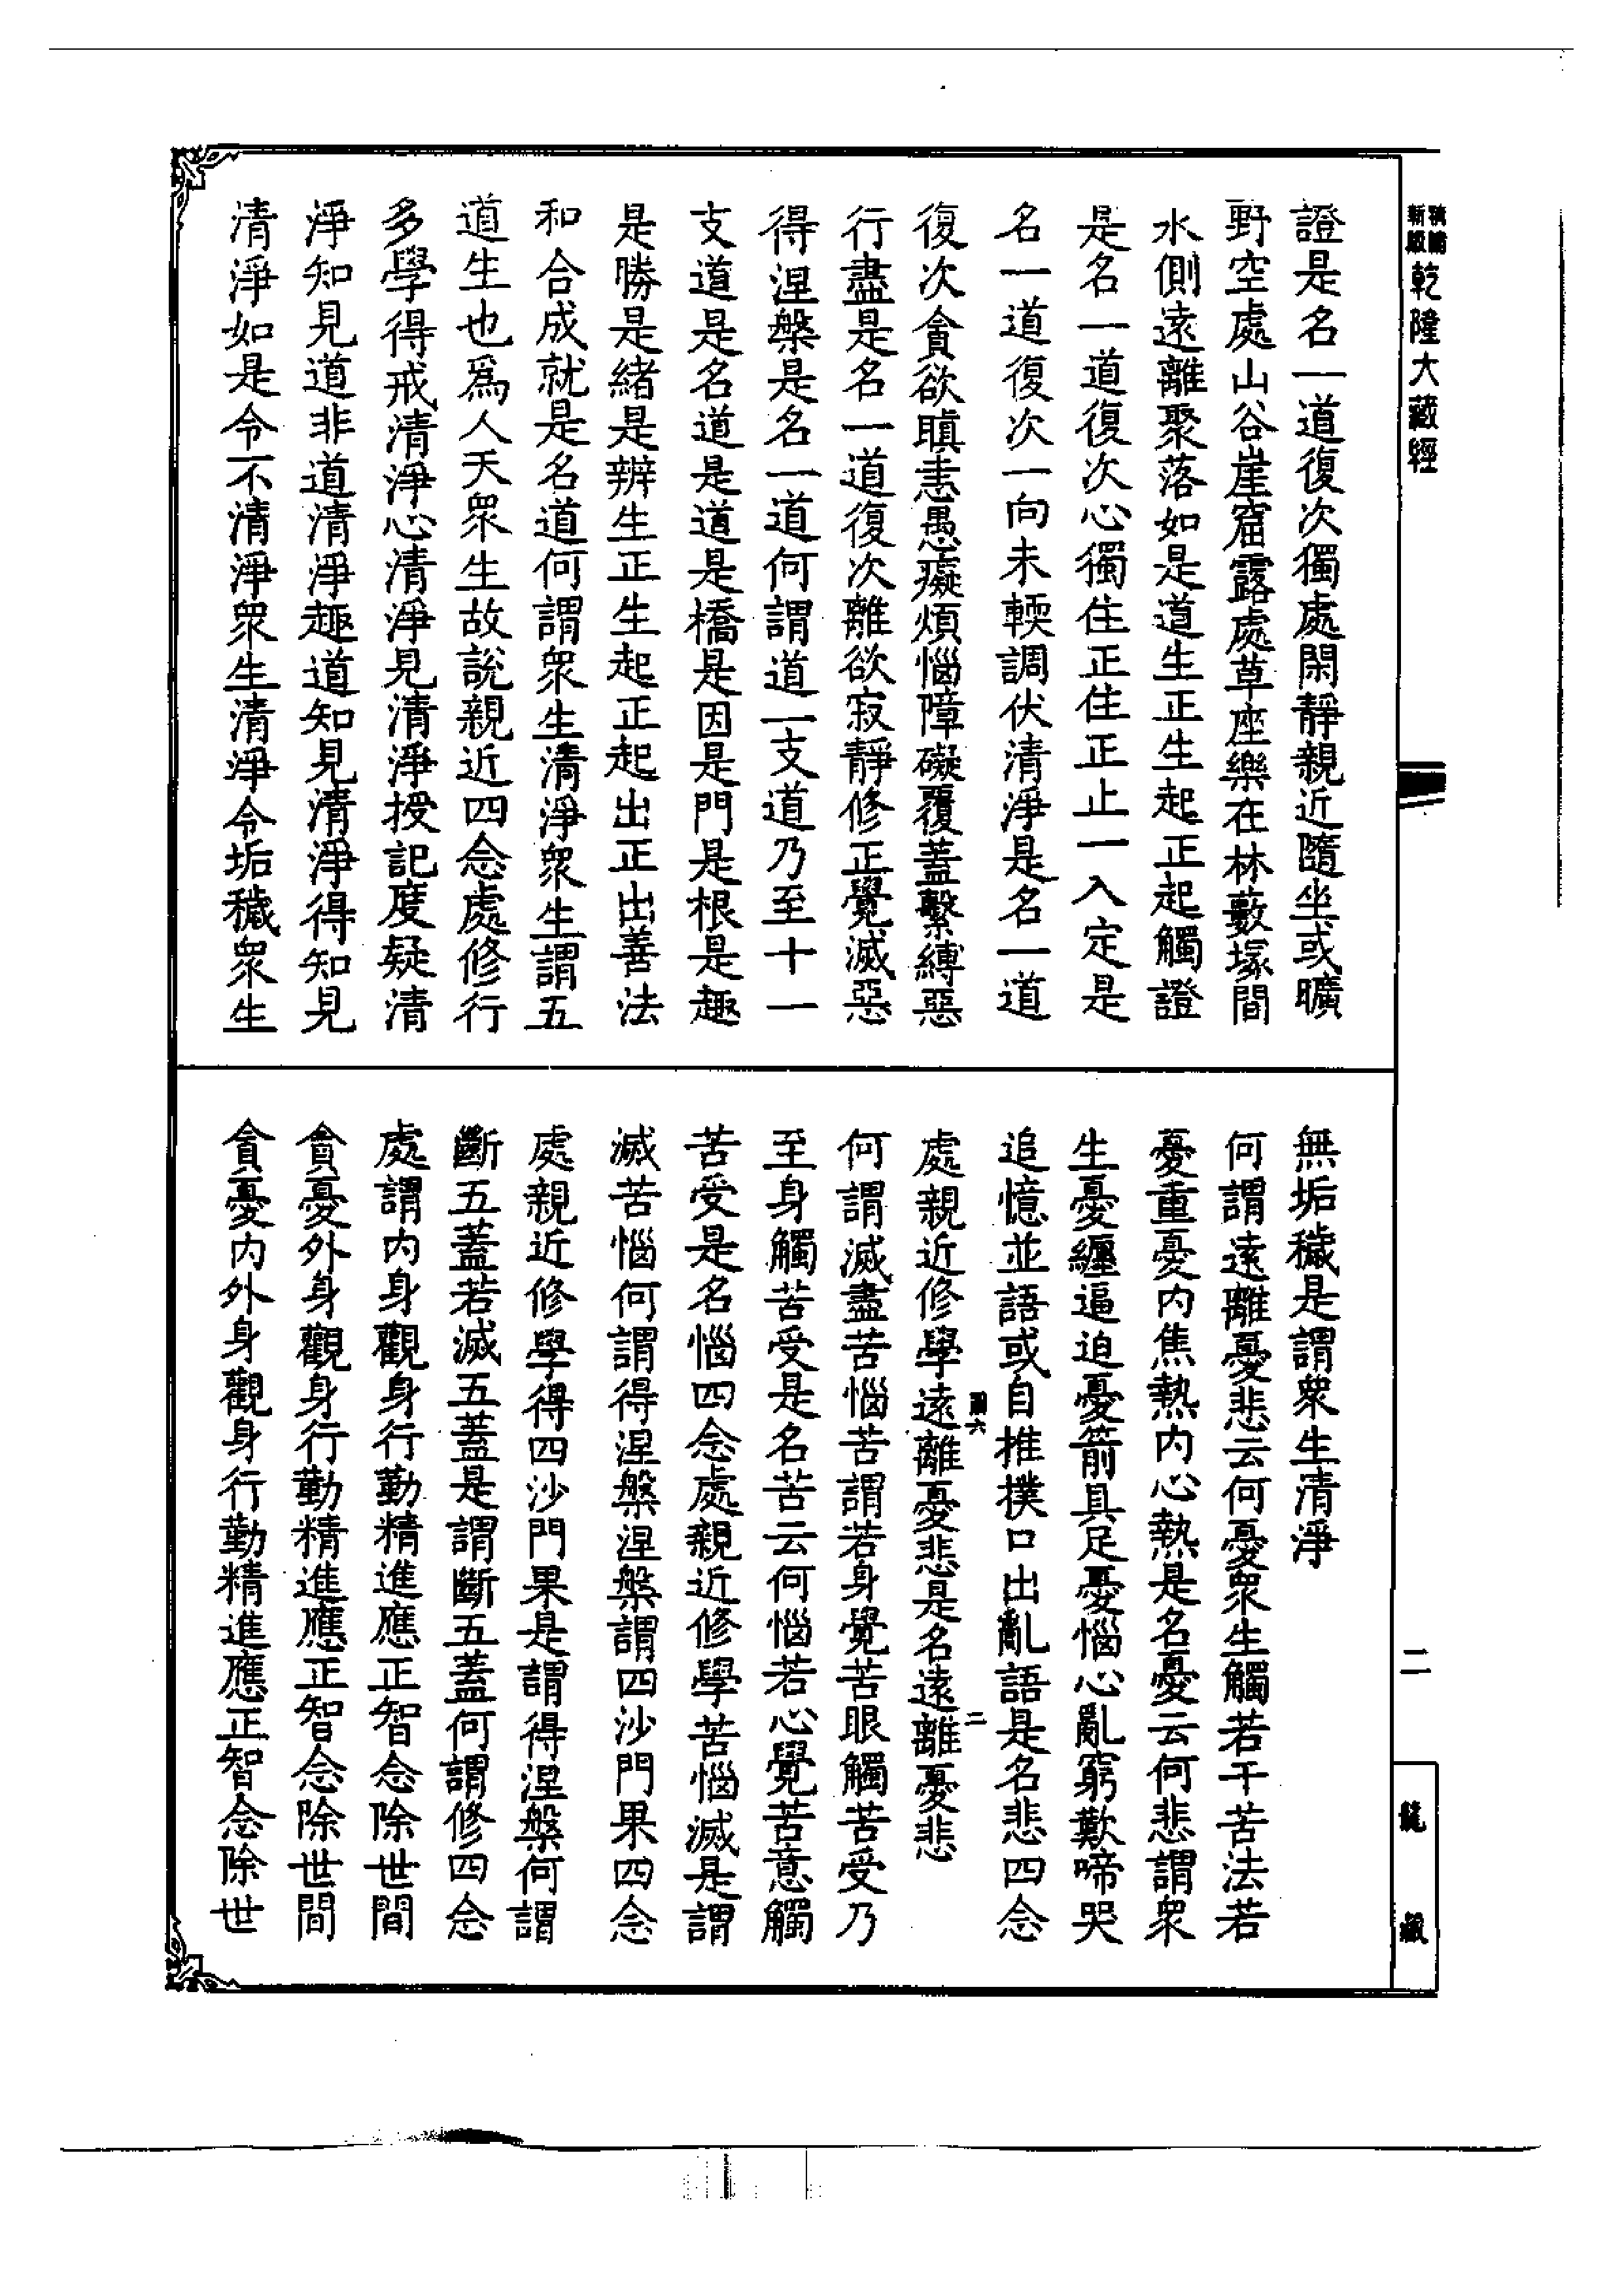 新版 乾隆大藏經
證是名一道復次獨處閑靜親近隨坐或曠
野空處山谷崖窟露處草座樂在林藪塚間
水側遠離聚落如是道生正生起正起觸證
是名一道復次心獨住正住正止一入定是
名一道復次一向未輭調伏清淨是名一道
復次貪欲瞋恚愚癡煩惱障礙覆蓋繫縛惡
行盡是名一道復次離欲寂靜修正覺滅惡
得涅槃是名一道何謂道一支道乃至十一
支道是名道是道是橋是因是門是根是趣
是勝是緒是辨生正生起正起出正出善法
和合成就是名道何謂眾生清淨眾生謂五
道生也爲人天眾生故說親近四念處修行
多學得戒清淨心清淨見清淨授記度疑清
淨知見道非道清淨趣道知見清淨得知見
清淨如是令不清淨眾生清淨令垢穢眾生
無垢穢是謂眾生清淨
何謂遠離憂悲云何憂眾生觸若干苦法若
憂重憂內焦熱內心熱是名憂云何悲謂眾
生憂纏逼迫憂箭具足憂惱心亂窮歎啼哭
追憶並語或自推撲口出亂語是名悲四念
處親近修學遠離憂悲是名遠離憂悲
何謂滅盡苦惱苦謂若身覺苦眼觸苦受乃
至身觸苦受是名苦云何惱若心覺苦意觸
苦受是名惱四念處親近修學苦惱滅是謂
滅苦惱何謂得涅槃涅槃謂四沙門果四念
處親近修學得四沙門果是謂得涅槃何謂
斷五蓋若滅五蓋是謂斷五蓋何謂修四念
處謂內身觀身行勤精進應正智念除世間
貪憂外身觀身行勤精進應正智念除世間
貪憂內外身觀身行勤精進應正智念除世
六 二
二
龍 藏